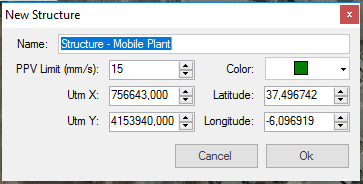 New Structure
Name: Structure - Mobile Plant
PPV Limit (mm/s): 15 Color:
Utm X: 756643,000 Latitude: 37,496742
Utm Y: 4153940,000 Longitude: -6,096919
Cancel Ok